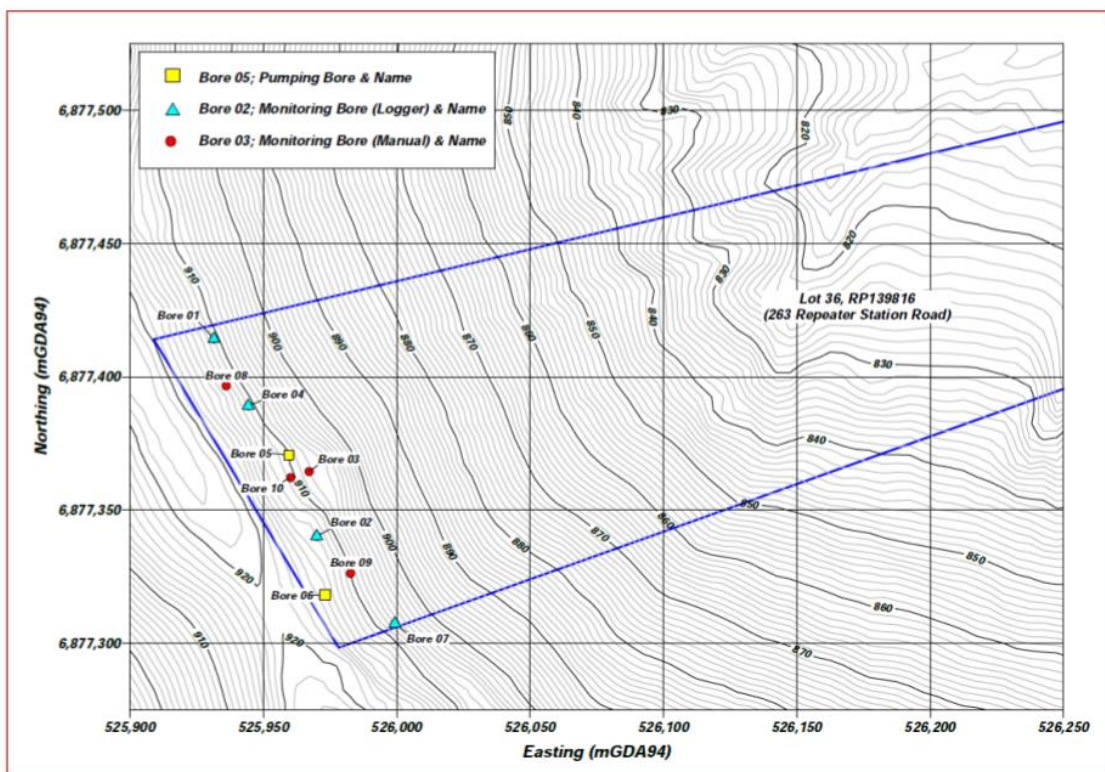 Bore 05; Pumping Bore & Name
Bore 02; Monitoring Bore (Logger) & Name
Bore 03; Monitoring Bore (Manual) & Name
6,877,500
6,877,450
6,877,400
6,877,350
6,877,300
Northing (mGDA94)
858
840
830
820
910
820
830
Lot 36, RP139816
(263 Repeater Station Road)
Bore 01
900
890
880
870
860
850
840
830
Bore 08
Bore 04
Bore 05
Bore 03
840
Bore 10
910
Bore 02
850
860
900
870
850
Bore 09
890
880
920
Bore 06
860
910
920
Bore 07
870
525,900
525,950
526,000
526,050
526,100
526,150
526,200
526,250
Easting (mGDA94)